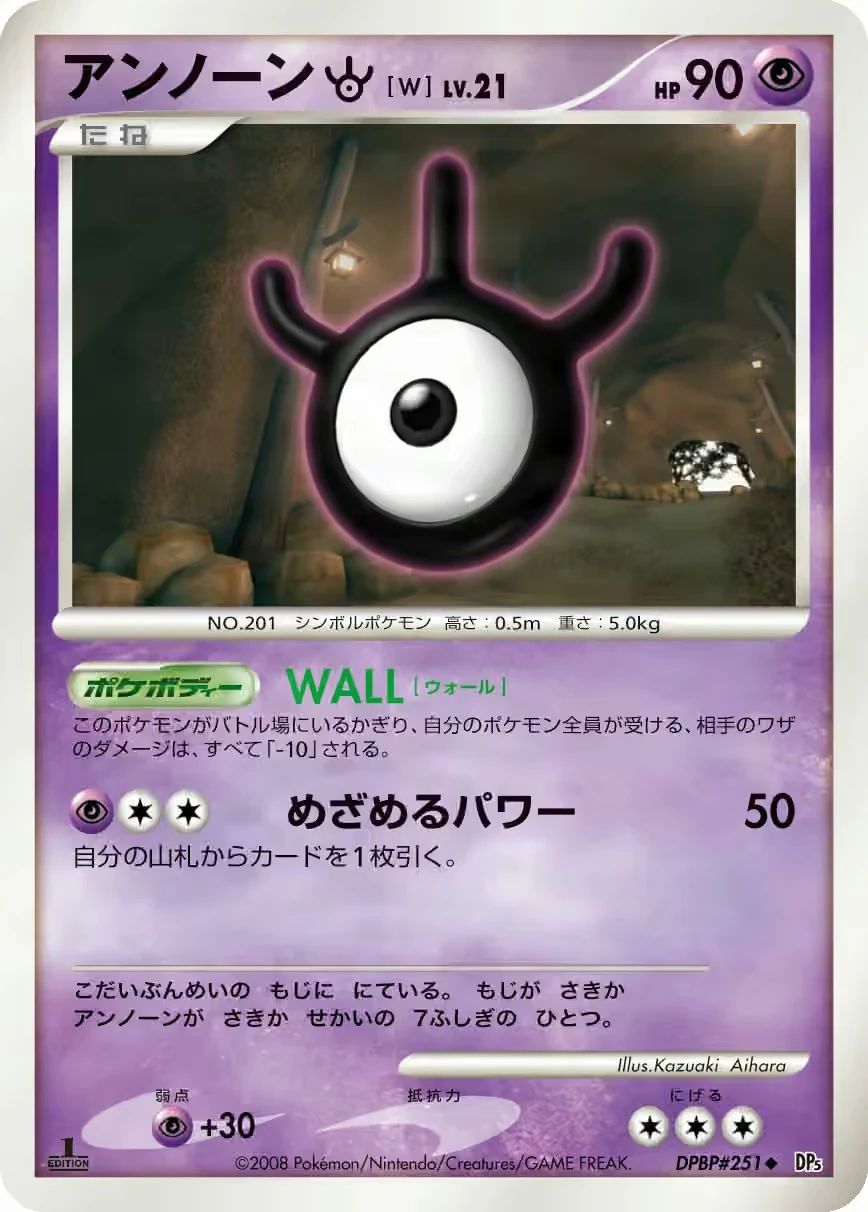 アンノーン [W] LV.21 HP 90
たね
NO.201 シンボルポケモン 高さ：0.5m 重さ：5.0kg
ポケボディー WALL [ウォール]
このポケモンがバトル場にいるかぎり、自分のポケモン全員が受ける、相手のワザ
のダメージは、すべて「-10」される。
めざめるパワー 50
自分の山札からカードを1枚引く。
こだいぶんめいの もじに にている。 もじが さきか
アンノーンが さきか せかいの 7ふしぎの ひとつ。
Illus.Kazuaki Aihara
弱点 抵抗力 にげる
+30
1 EDITION ©2008 Pokémon/Nintendo/Creatures/GAME FREAK. DPBP#251 DP5